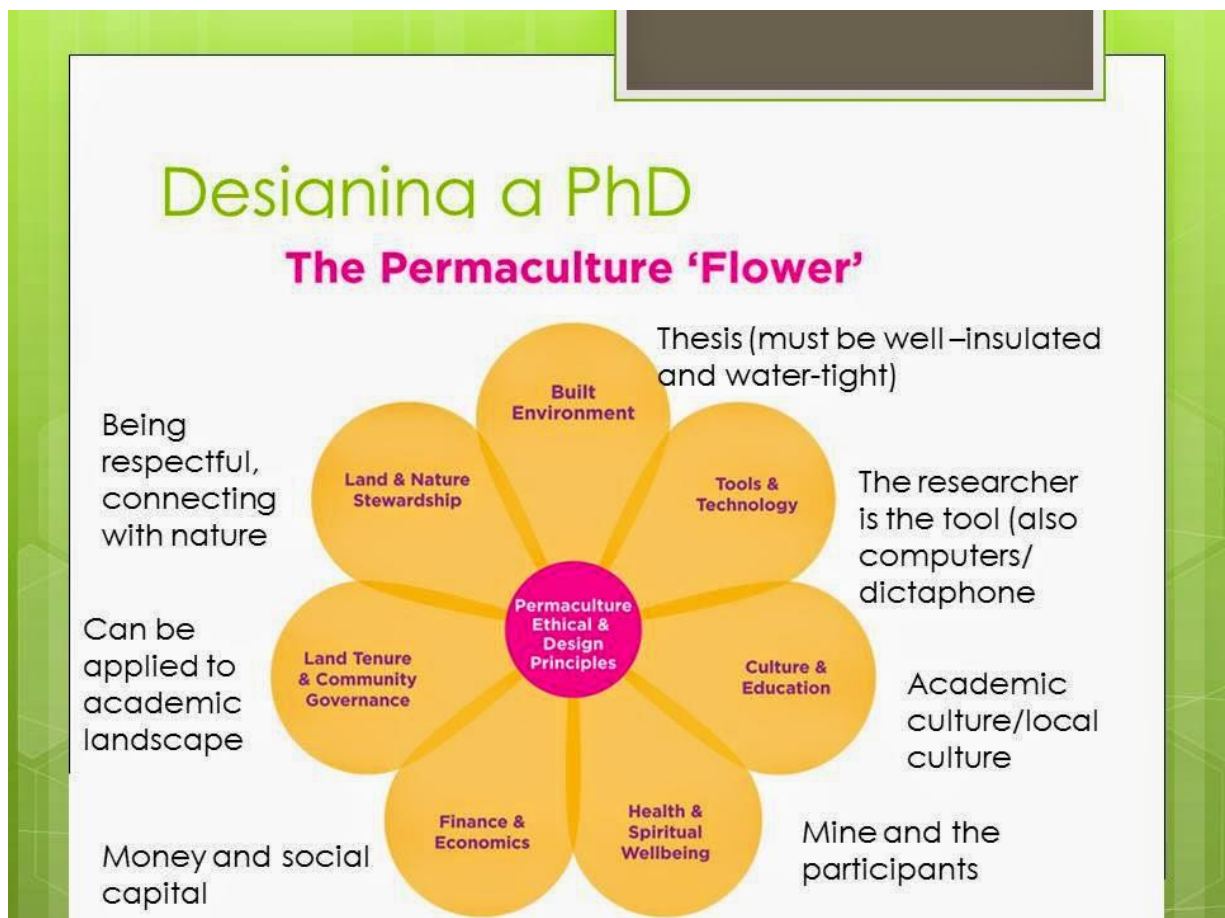 Designing a PhD
The Permaculture ‘Flower’
Built
Environment
Thesis (must be well –insulated
and water-tight)
Tools &
Technology
The researcher
is the tool (also
computers/
dictaphone
Culture &
Education
Academic
culture/local
culture
Health &
Spiritual
Wellbeing
Mine and the
participants
Finance &
Economics
Money and social
capital
Land Tenure
& Community
Governance
Can be
applied to
academic
landscape
Land & Nature
Stewardship
Being
respectful,
connecting
with nature
Permaculture
Ethical &
Design
Principles